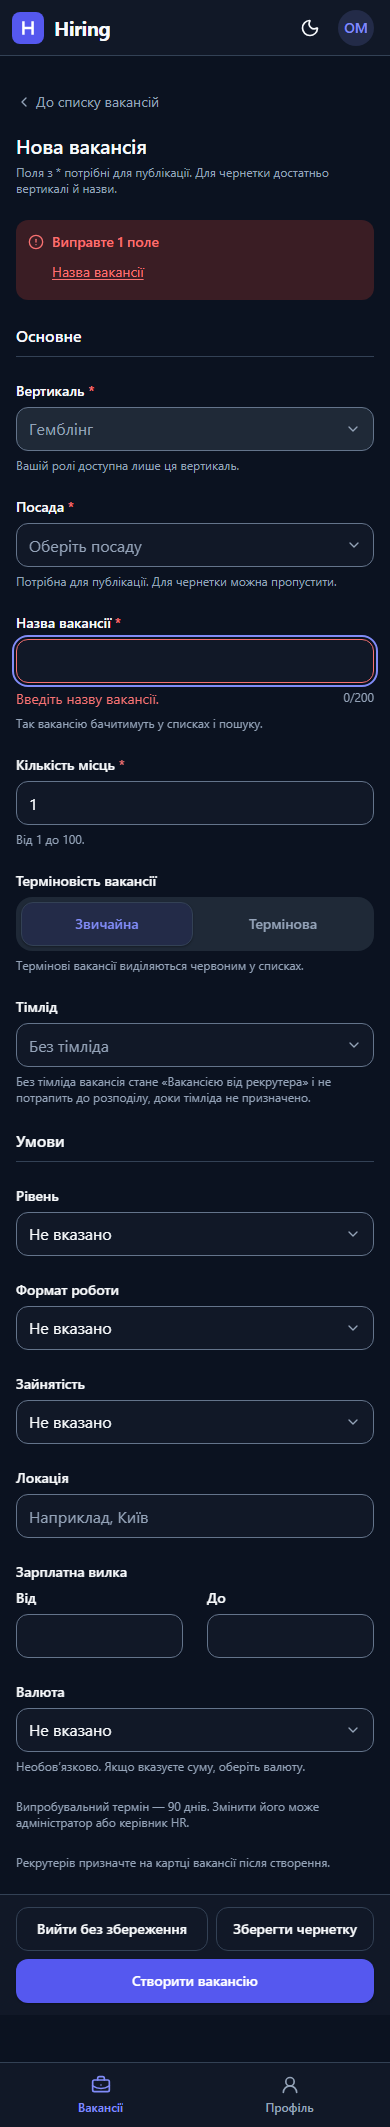 H Hiring OM
До списку вакансій
Нова вакансія
Поля з * потрібні для публікації. Для чернетки достатньо
вертикалі й назви.
Виправте 1 поле
Назва вакансії
Основне
Вертикаль *
Гемблінг
Вашій ролі доступна лише ця вертикаль.
Посада *
Оберіть посаду
Потрібна для публікації. Для чернетки можна пропустити.
Назва вакансії *
Введіть назву вакансії. 0/200
Так вакансію бачитимуть у списках і пошуку.
Кількість місць *
1
Від 1 до 100.
Терміновість вакансії
Звичайна Термінова
Термінові вакансії виділяються червоним у списках.
Тімлід
Без тімліда
Без тімліда вакансія стане «Вакансією від рекрутера» і не
потрапить до розподілу, доки тімліда не призначено.
Умови
Рівень
Не вказано
Формат роботи
Не вказано
Зайнятість
Не вказано
Локація
Наприклад, Київ
Зарплатна вилка
Від До
Валюта
Не вказано
Необов'язково. Якщо вказуєте суму, оберіть валюту.
Випробувальний термін — 90 днів. Змінити його може
адміністратор або керівник HR.
Рекрутерів призначте на картці вакансії після створення.
Вийти без збереження Зберегти чернетку
Створити вакансію
Вакансії Профіль